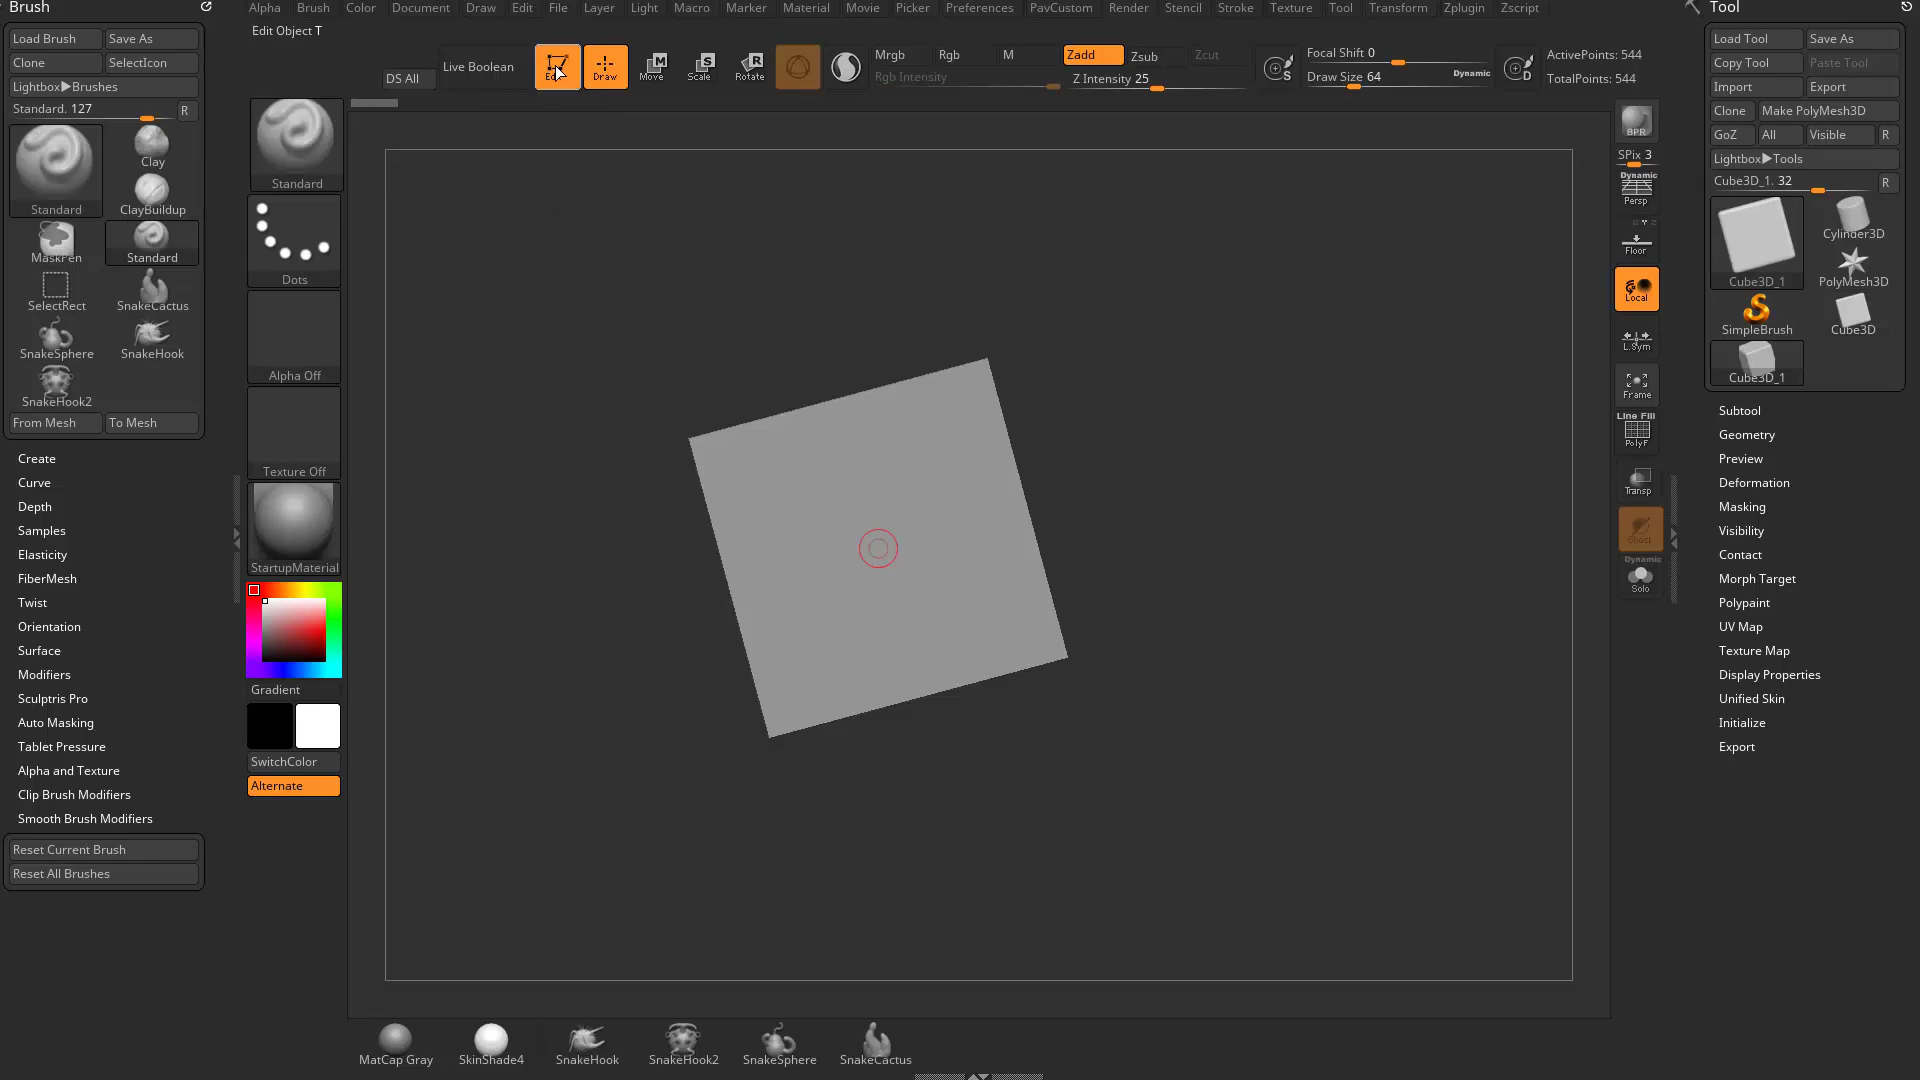 Brush
Alpha Brush Color Document Draw Edit File Layer Light Macro Marker Material Movie Picker Preferences PavCustom Render Stencil Stroke Texture Tool Transform Zplugin Zscript
Tool
Edit Object T
Load Brush Save As
Clone SelectIcon
Lightbox▶Brushes
Standard. 127 R
Standard
Clay
ClayBuildup
MaskPen
Standard
SelectRect
SnakeCactus
SnakeSphere
SnakeHook
SnakeHook2
From Mesh To Mesh
Create
Curve
Depth
Samples
Elasticity
FiberMesh
Twist
Orientation
Surface
Modifiers
Sculptris Pro
Auto Masking
Tablet Pressure
Alpha and Texture
Clip Brush Modifiers
Smooth Brush Modifiers
Reset Current Brush
Reset All Brushes
DS All
Live Boolean
Draw
Move
Scale
Rotate
Mrgb Rgb M
Rgb Intensity
Zadd Zsub Zcut
Z Intensity 25
S
Focal Shift 0
Draw Size 64 Dynamic
D
ActivePoints: 544
TotalPoints: 544
Standard
Dots
Alpha Off
Texture Off
StartupMaterial
Gradient
SwitchColor
Alternate
BPR
SPix 3
Dynamic
Persp
Floor
Local
L.Sym
Frame
Line Fill
PolyF
Transp
Ghost
Dynamic
Solo
Load Tool Save As
Copy Tool Paste Tool
Import Export
Clone Make PolyMesh3D
GoZ All Visible R
Lightbox▶Tools
Cube3D_1. 32 R
Cube3D_1
Cylinder3D
PolyMesh3D
SimpleBrush
Cube3D
Cube3D_1
Subtool
Geometry
Preview
Deformation
Masking
Visibility
Contact
Morph Target
Polypaint
UV Map
Texture Map
Display Properties
Unified Skin
Initialize
Export
MatCap Gray SkinShade4 SnakeHook SnakeHook2 SnakeSphere SnakeCactus